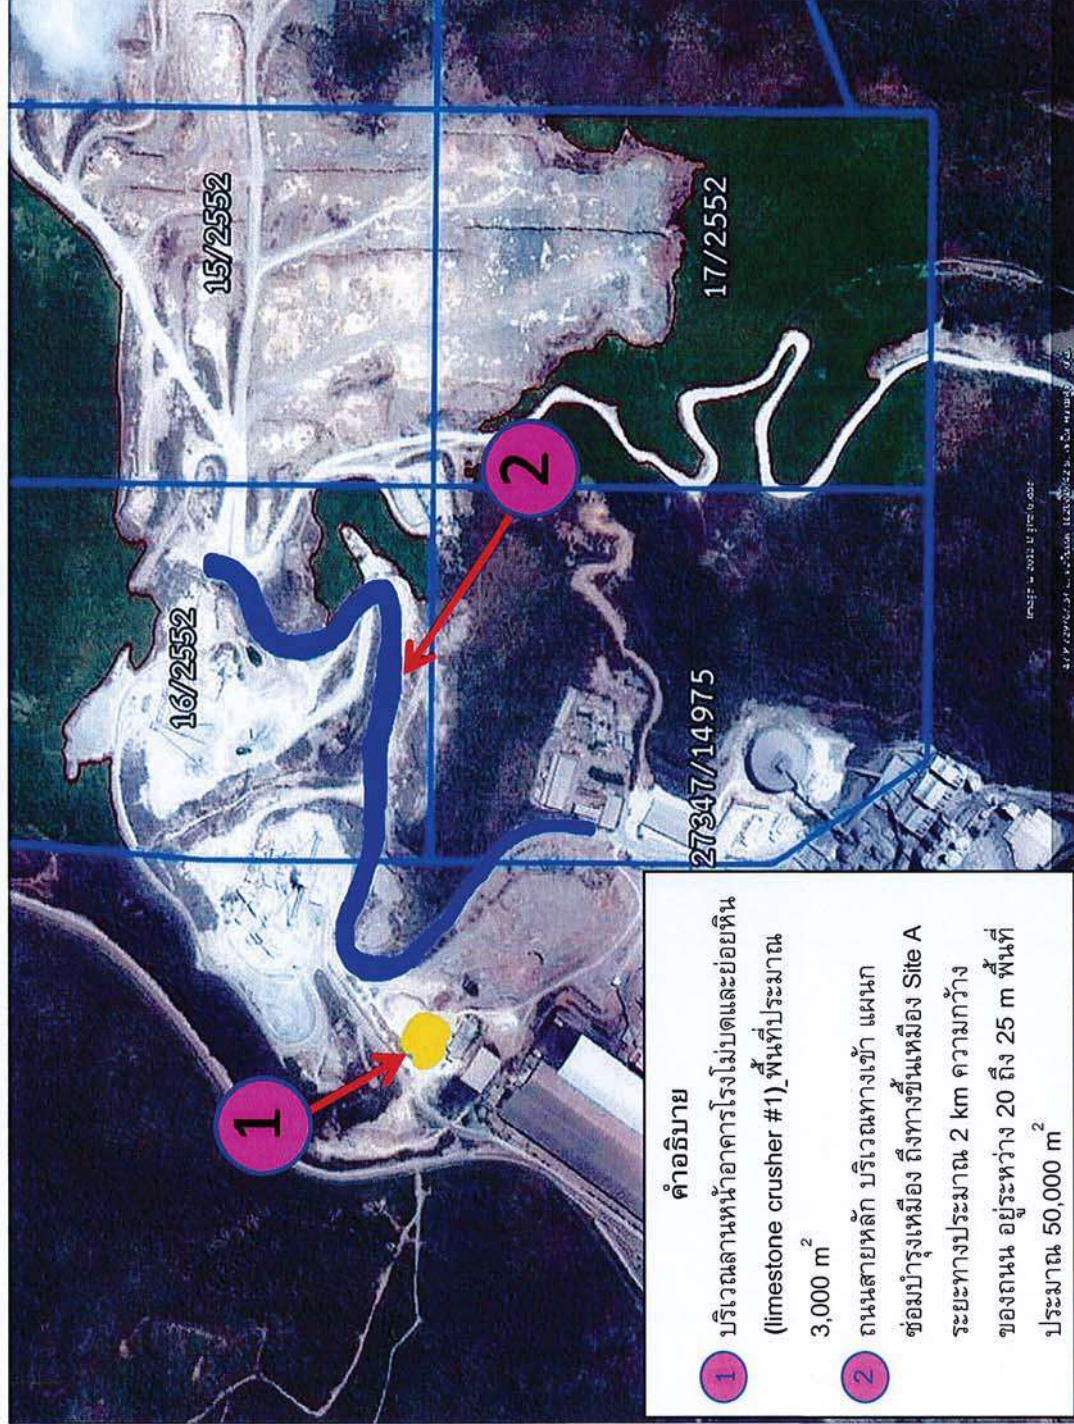 15/2552
16/2552
17/2552
27347/14975
1
2
คำอธิบาย
1 บริเวณลานหน้าอาคารโรงโม่บดและย่อยหิน
(limestone crusher #1) พื้นที่ประมาณ
3,000 m²
2 ถนนสายหลัก บริเวณทางเข้า แผนก
ซ่อมบำรุงเหมือง ถึงทางขึ้นเหมือง Site A
ระยะทางประมาณ 2 km ความกว้าง
ของถนน อยู่ระหว่าง 20 ถึง 25 m พื้นที่
ประมาณ 50,000 m²